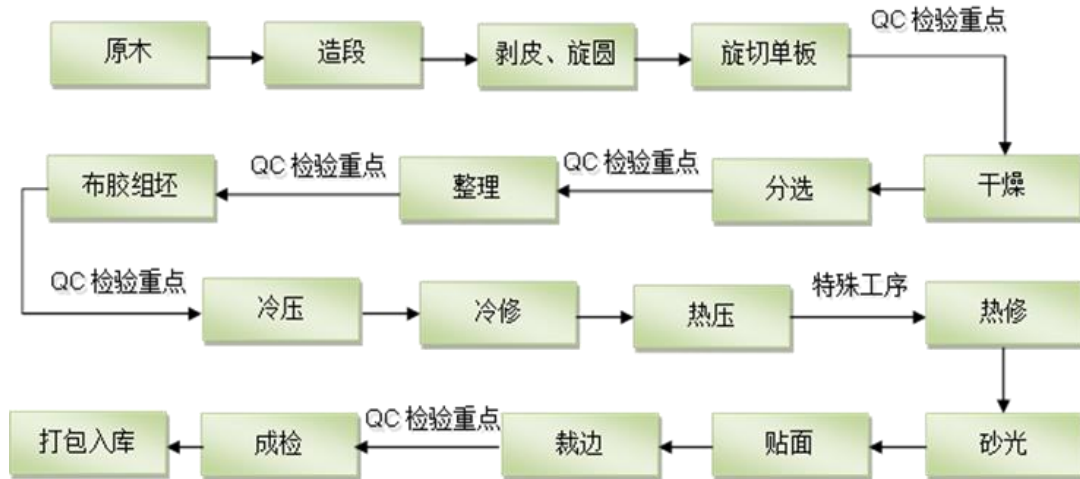 QC 检验重点
原木
造段
剥皮、旋圆
旋切单板
布胶组坯
QC 检验重点
整理
QC 检验重点
分选
干燥
QC 检验重点
冷压
冷修
热压
特殊工序
热修
打包入库
成检
QC 检验重点
裁边
贴面
砂光